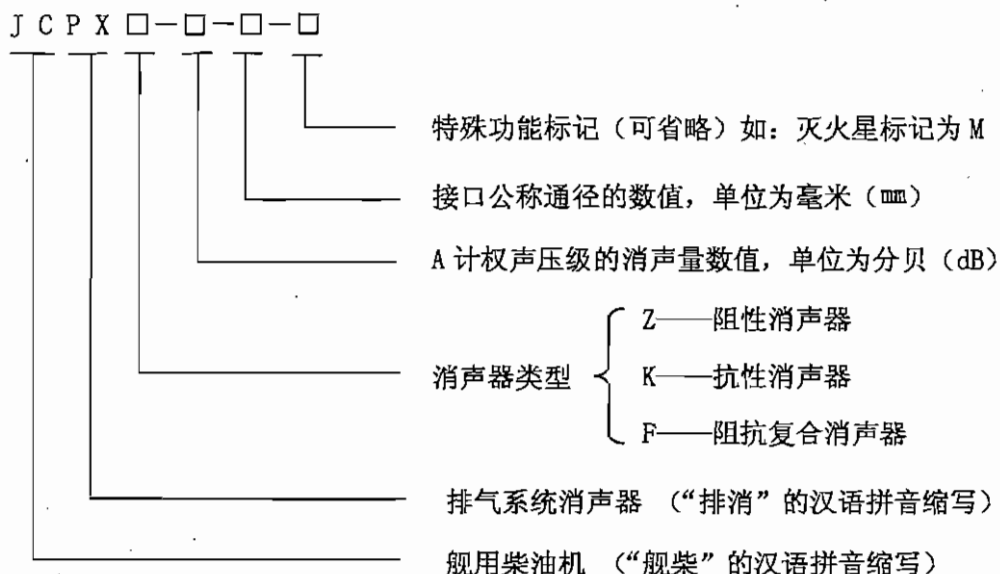 JCPX□—□—□—□
特殊功能标记（可省略）如：灭火星标记为 M
接口公称通径的数值，单位为毫米（mm）
A 计权声压级的消声量数值，单位为分贝（dB）
Z——阻性消声器
消声器类型
K——抗性消声器
F——阻抗复合消声器
排气系统消声器 （“排消”的汉语拼音缩写）
舰用柴油机 （“舰柴”的汉语拼音缩写）